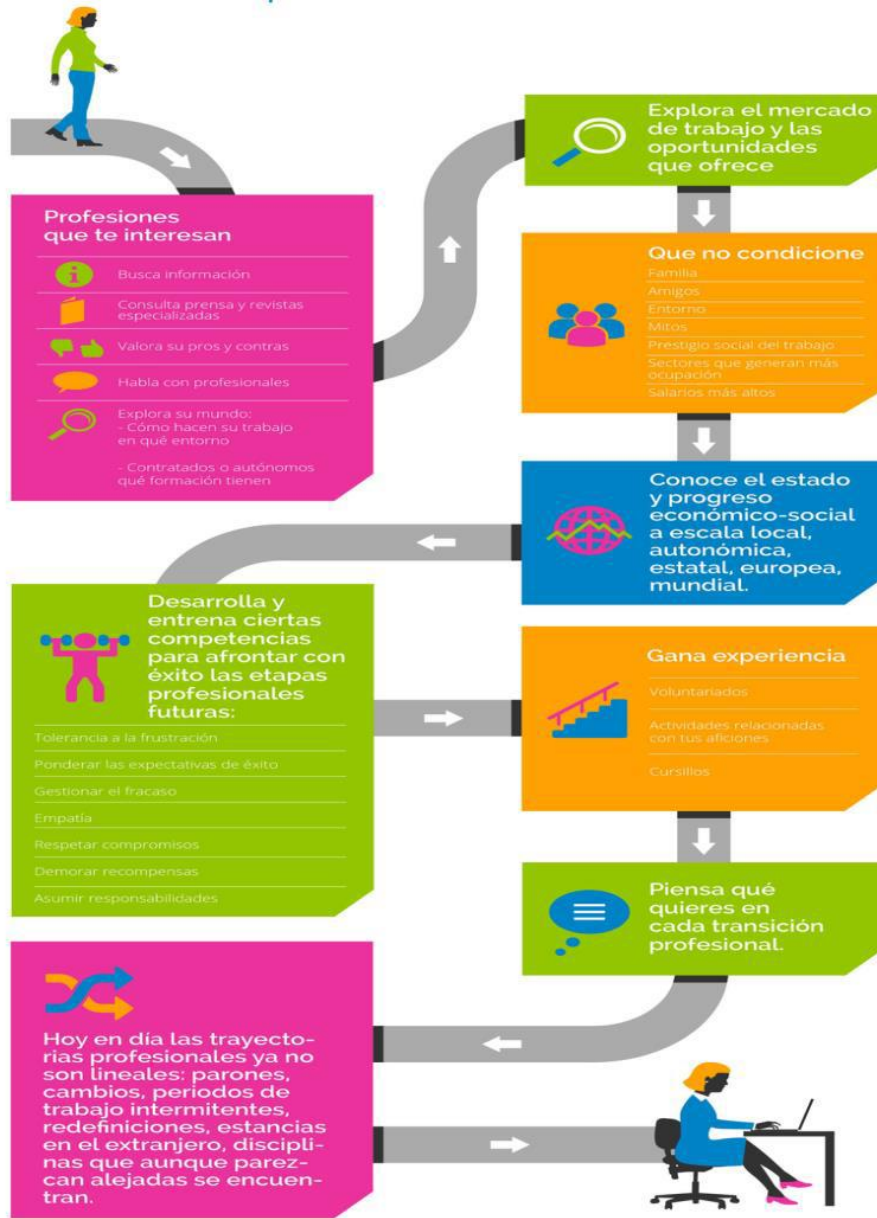 Profesiones
que te interesan
Busca información
Consulta prensa y revistas
especializadas
Valora su pros y contras
Habla con profesionales
Explora su mundo:
- Cómo hacen su trabajo
en qué entorno
- Contratados o autónomos
qué formación tienen
Explora el mercado
de trabajo y las
oportunidades
que ofrece
Que no condicione
Familia
Amigos
Entorno
Mitos
Prestigio social del trabajo
Sectores que generan más
ocupación
Salarios más altos
Conoce el estado
y progreso
económico-social
a escala local,
autonómica,
estatal, europea,
mundial.
Desarrolla y
entrena ciertas
competencias
para afrontar con
éxito las etapas
profesionales
futuras:
Tolerancia a la frustración
Ponderar las expectativas de éxito
Gestionar el fracaso
Empatía
Respetar compromisos
Demorar recompensas
Asumir responsabilidades
Gana experiencia
Voluntariados
Actividades relacionadas
con tus aficiones
Cursillos
Piensa qué
quieres en
cada transición
profesional.
Hoy en día las trayecto-
rias profesionales ya no
son lineales: parones,
cambios, periodos de
trabajo intermitentes,
redefiniciones, estancias
en el extranjero, discipli-
nas que aunque parez-
can alejadas se encuen-
tran.